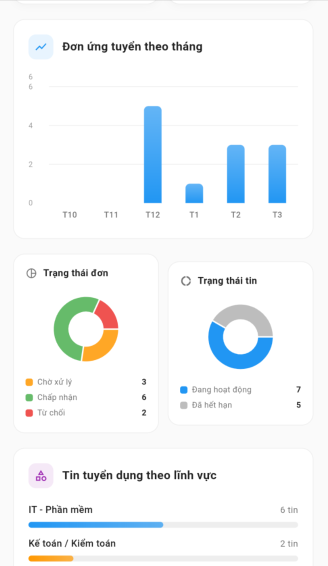 Đơn ứng tuyển theo tháng
6
6
4
2
0
T10 T11 T12 T1 T2 T3
Trạng thái đơn
Chờ xử lý 3
Chấp nhận 6
Từ chối 2
Trạng thái tin
Đang hoạt động 7
Đã hết hạn 5
Tin tuyển dụng theo lĩnh vực
IT - Phần mềm 6 tin
Kế toán / Kiểm toán 2 tin